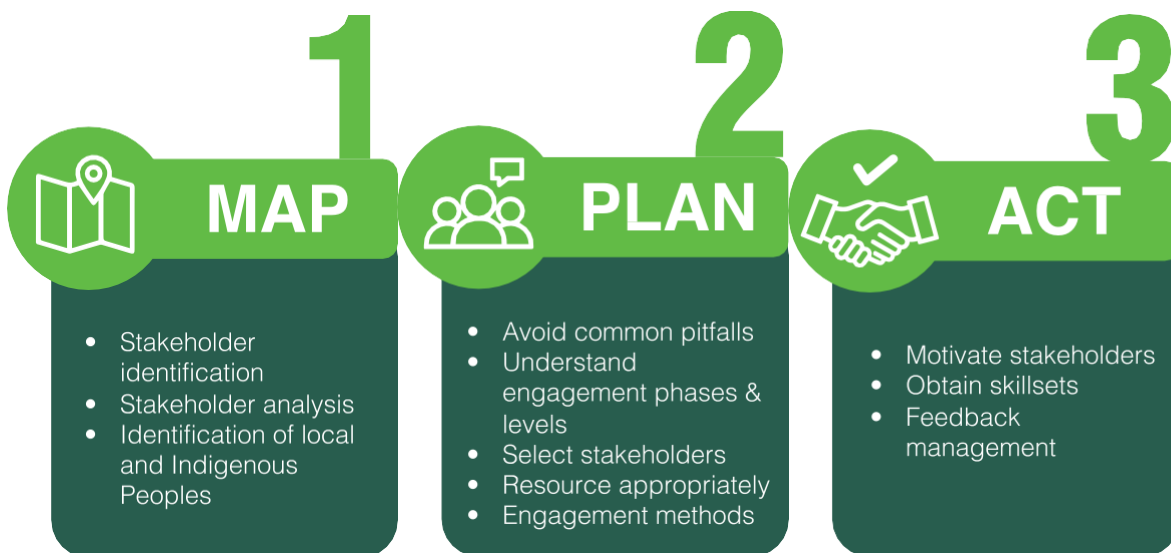 1
MAP
• Stakeholder
identification
• Stakeholder analysis
• Identification of local
and Indigenous
Peoples
2
PLAN
• Avoid common pitfalls
• Understand
engagement phases &
levels
• Select stakeholders
• Resource appropriately
• Engagement methods
3
ACT
• Motivate stakeholders
• Obtain skillsets
• Feedback
management